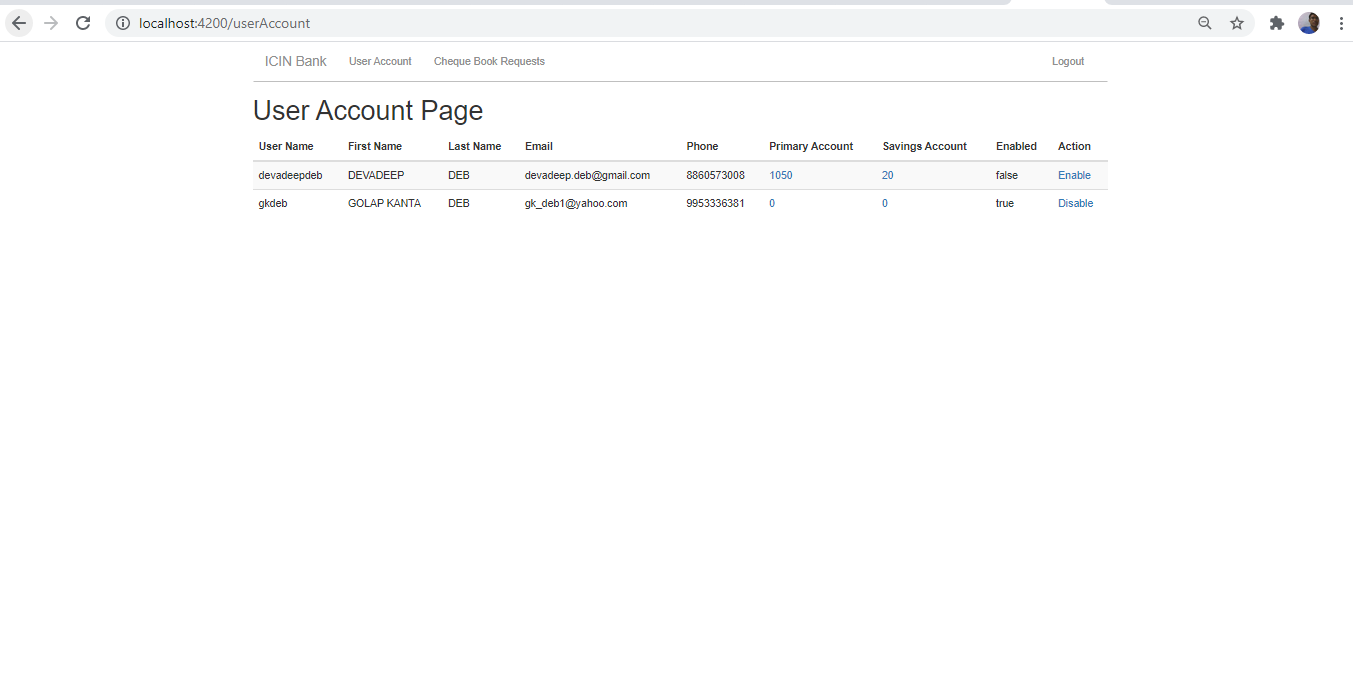 localhost:4200/userAccount
ICIN Bank User Account Cheque Book Requests Logout
User Account Page
User Name First Name Last Name Email Phone Primary Account Savings Account Enabled Action
devadeepdeb DEVADEEP DEB devadeep.deb@gmail.com 8860573008 1050 20 false Enable
gkdeb GOLAP KANTA DEB gk_deb1@yahoo.com 9953336381 0 0 true Disable